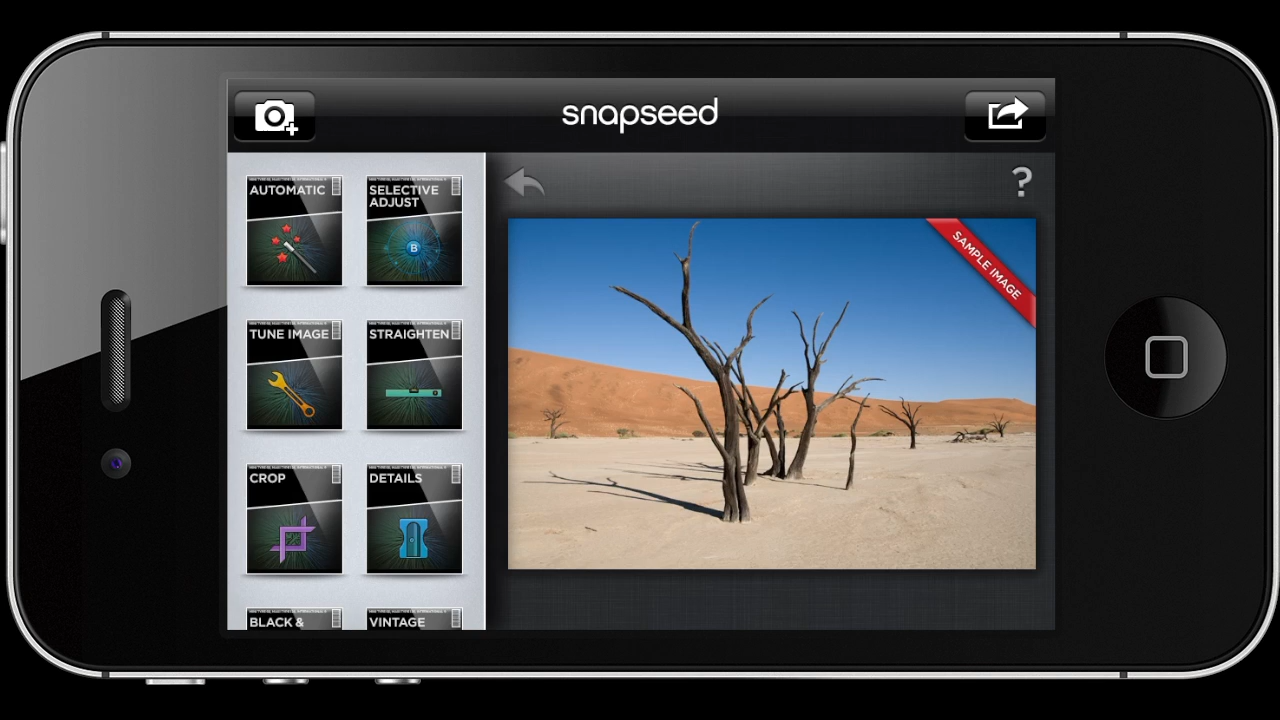 snapseed
AUTOMATIC
SELECTIVE
ADJUST
B
?
SAMPLE IMAGE
TUNE IMAGE
STRAIGHTEN
CROP
DETAILS
BLACK &
VINTAGE